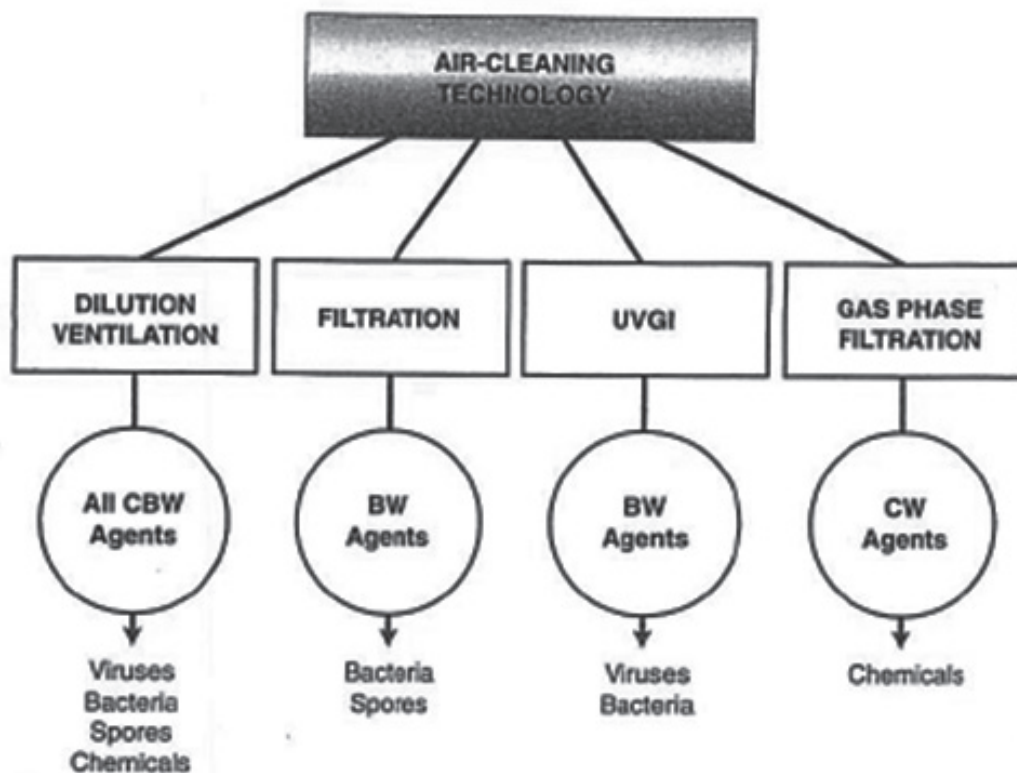 AIR-CLEANING
TECHNOLOGY
DILUTION
VENTILATION
FILTRATION
UVGI
GAS PHASE
FILTRATION
All CBW
Agents
BW
Agents
BW
Agents
CW
Agents
Viruses
Bacteria
Spores
Chemicals
Bacteria
Spores
Viruses
Bacteria
Chemicals